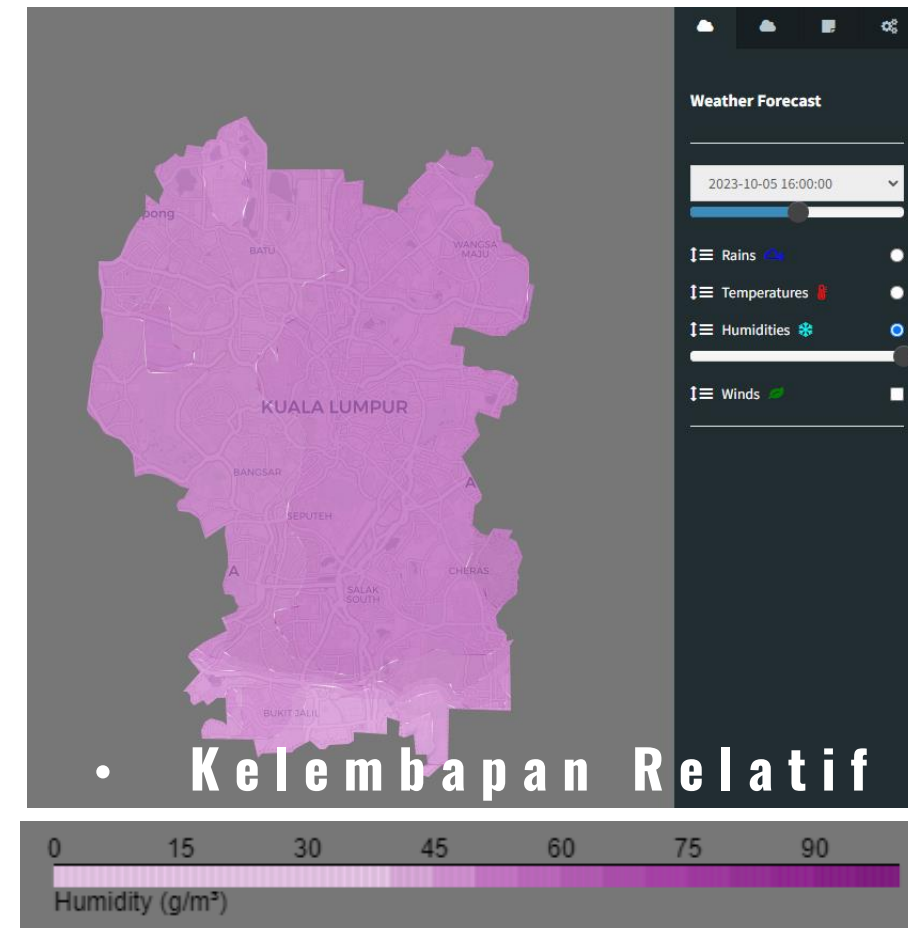 Weather Forecast
2023-10-05 16:00:00
Rains
Temperatures
Humidities
Winds
pong
BATU
WANGSA
MAJU
KUALA LUMPUR
BANGSAR
A
SEPUTEH
A
CHERAS
SALAK
SOUTH
BUKIT JALIL
• Kelembapan Relatif
0 15 30 45 60 75 90
Humidity (g/m³)